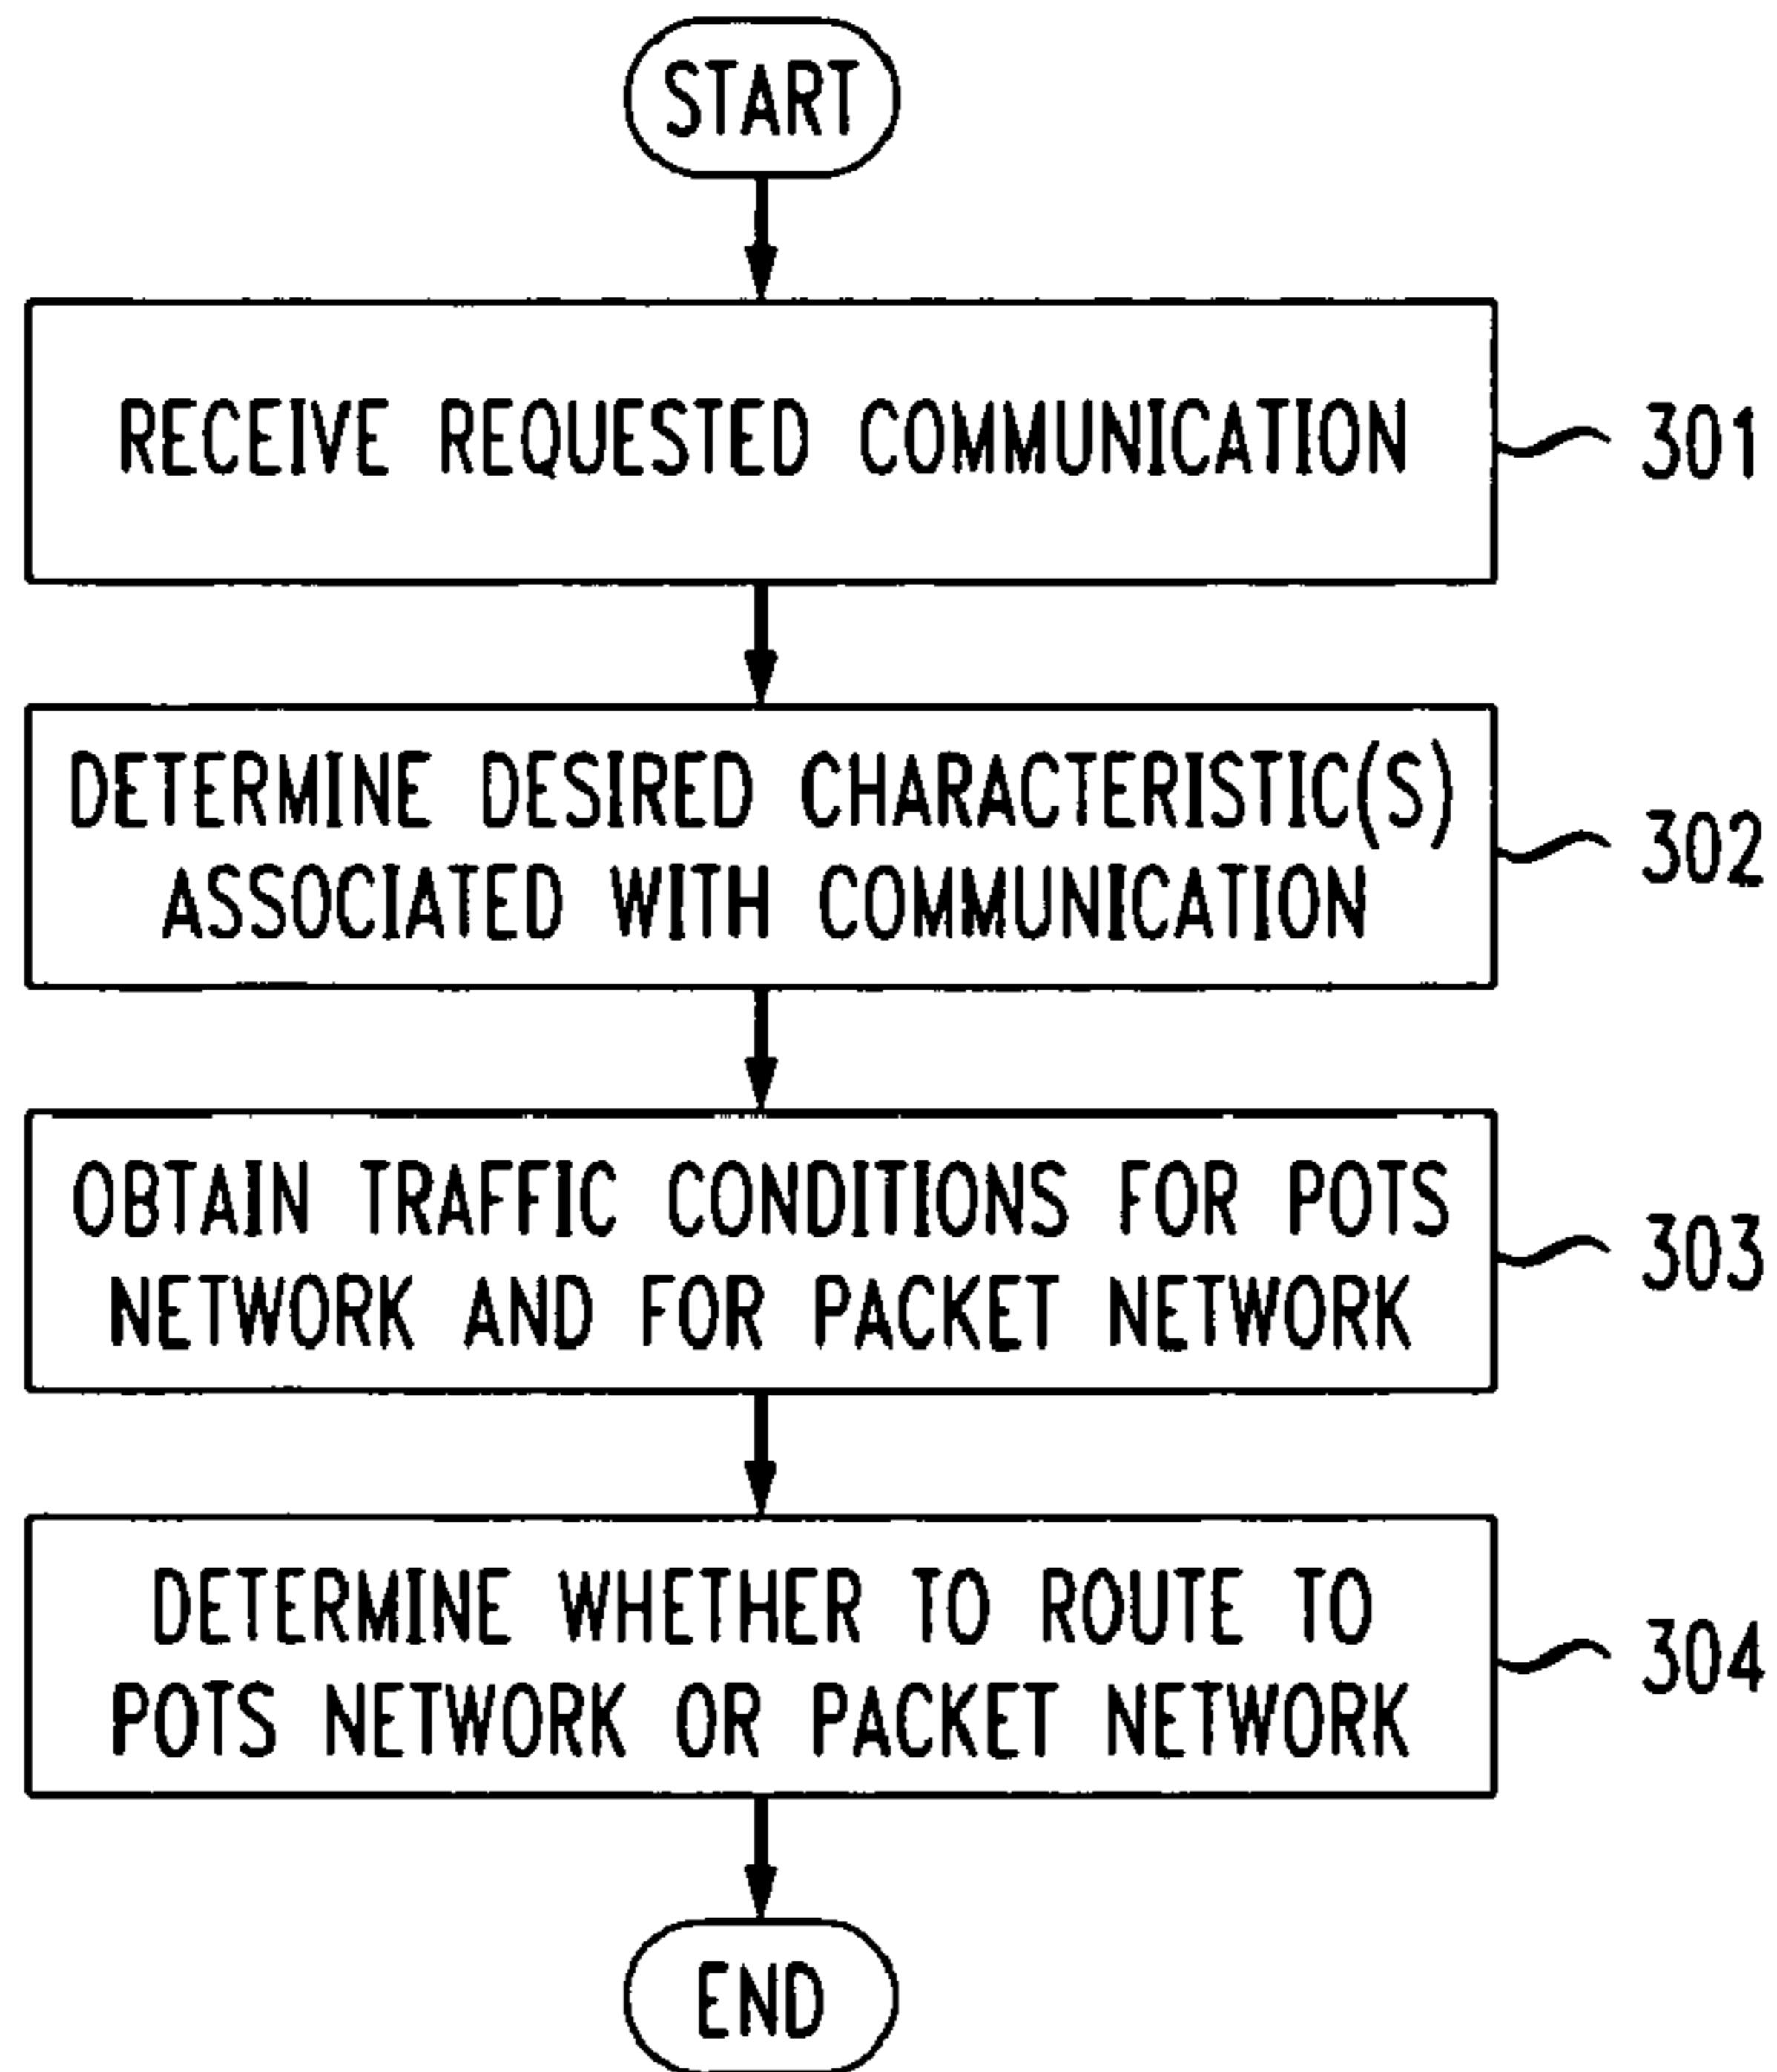 START
RECEIVE REQUESTED COMMUNICATION
301
DETERMINE DESIRED CHARACTERISTIC(S)
ASSOCIATED WITH COMMUNICATION
302
OBTAIN TRAFFIC CONDITIONS FOR POTS
NETWORK AND FOR PACKET NETWORK
303
DETERMINE WHETHER TO ROUTE TO
POTS NETWORK OR PACKET NETWORK
304
END